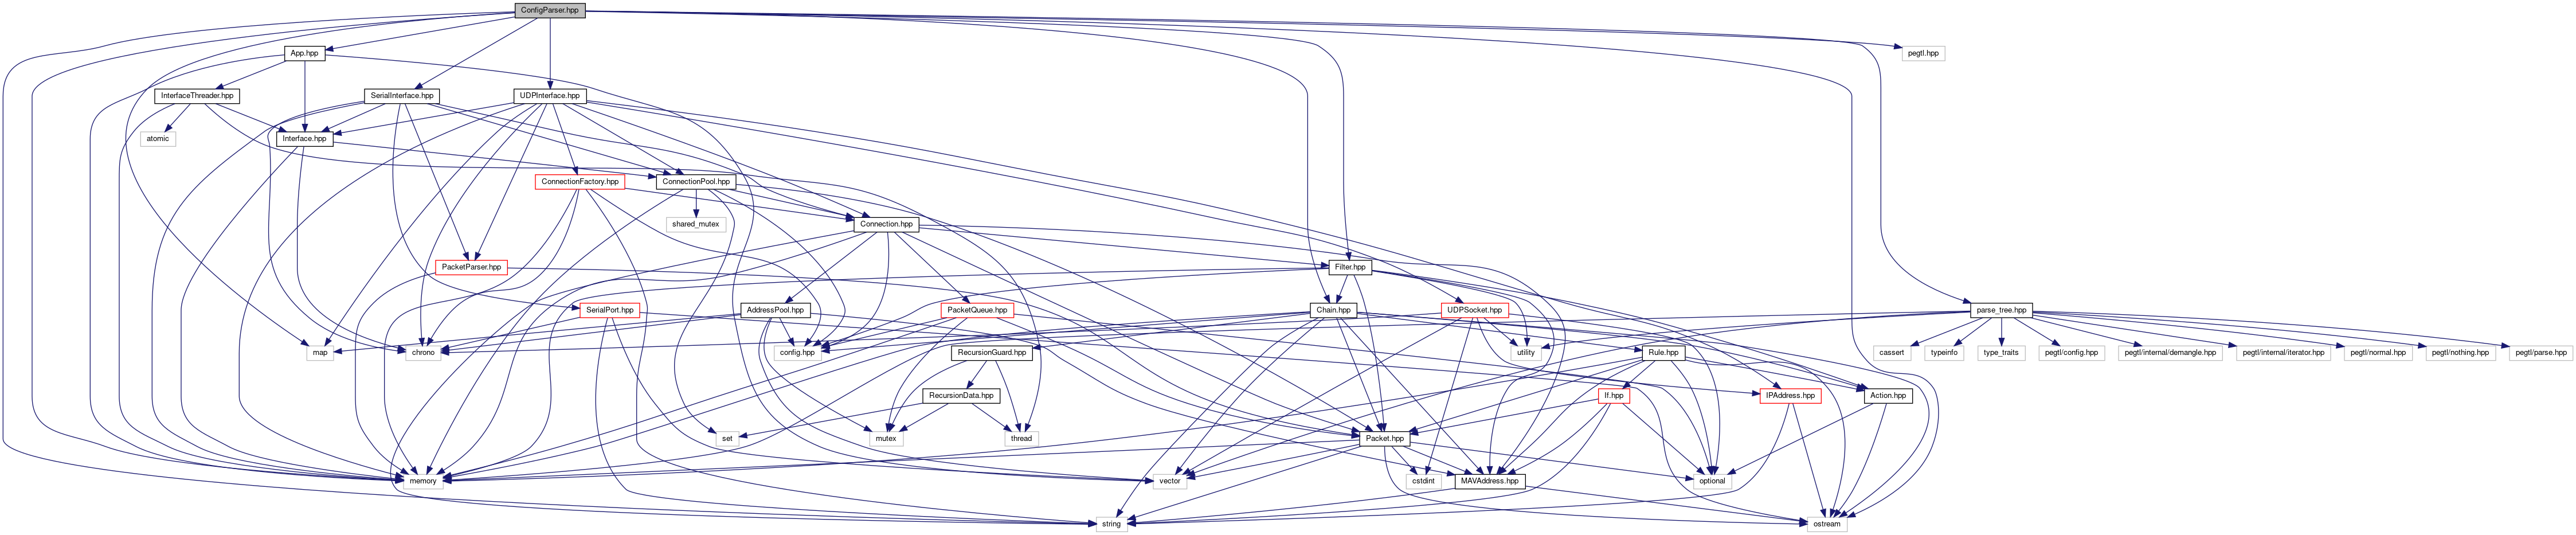 ConfigParser.hpp
App.hpp
pegtl.hpp
InterfaceThreader.hpp
SerialInterface.hpp
UDPInterface.hpp
atomic
Interface.hpp
ConnectionFactory.hpp
ConnectionPool.hpp
shared_mutex
Connection.hpp
PacketParser.hpp
Filter.hpp
SerialPort.hpp
AddressPool.hpp
PacketQueue.hpp
Chain.hpp
UDPSocket.hpp
parse_tree.hpp
map
chrono
config.hpp
RecursionGuard.hpp
utility
Rule.hpp
cassert
typeinfo
type_traits
pegtl/config.hpp
pegtl/internal/demangle.hpp
pegtl/internal/iterator.hpp
pegtl/normal.hpp
pegtl/nothing.hpp
pegtl/parse.hpp
RecursionData.hpp
If.hpp
IPAddress.hpp
Action.hpp
set
mutex
thread
Packet.hpp
memory
vector
cstdint
MAVAddress.hpp
optional
string
ostream